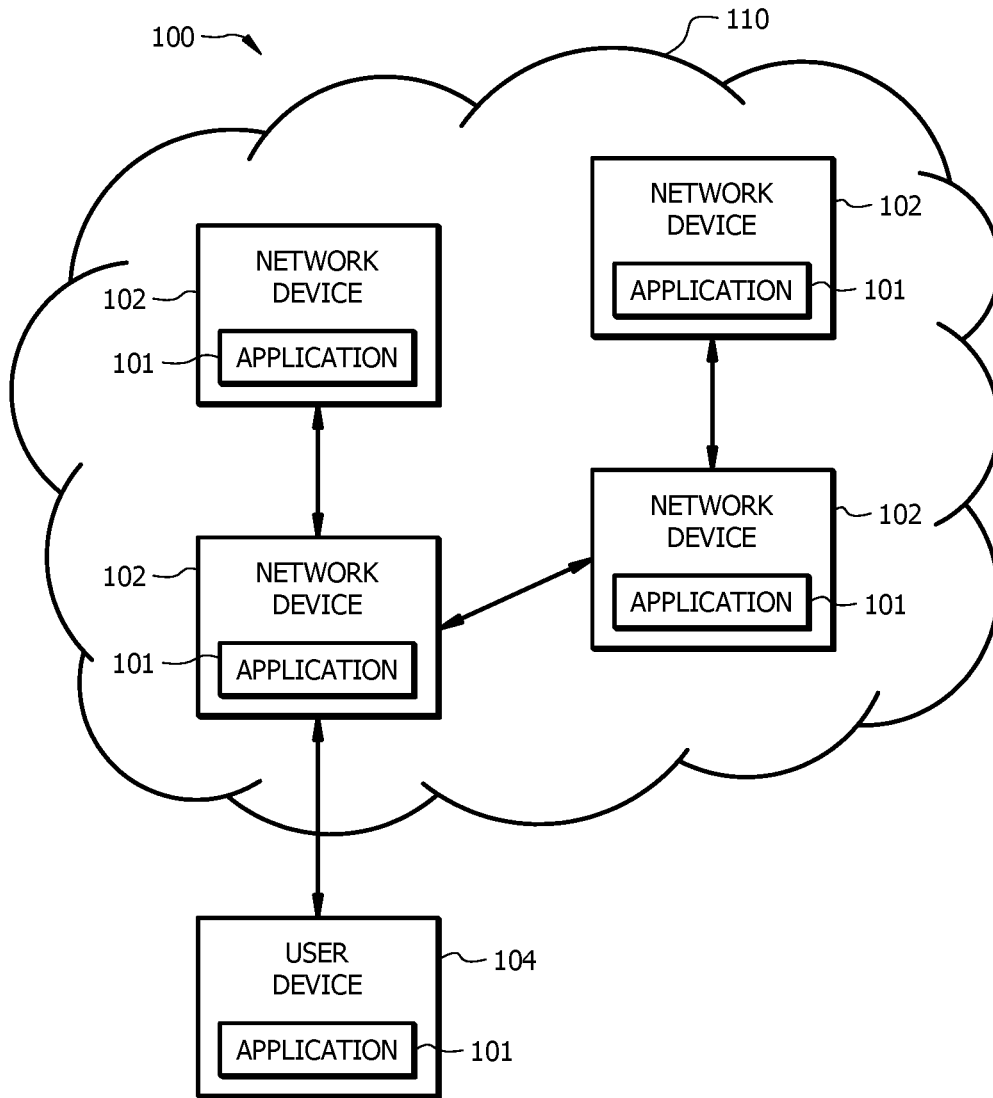 100
110
NETWORK
DEVICE
102
APPLICATION
101
NETWORK
DEVICE
102
APPLICATION
101
NETWORK
DEVICE
102
APPLICATION
101
NETWORK
DEVICE
102
APPLICATION
101
USER
DEVICE
104
APPLICATION
101